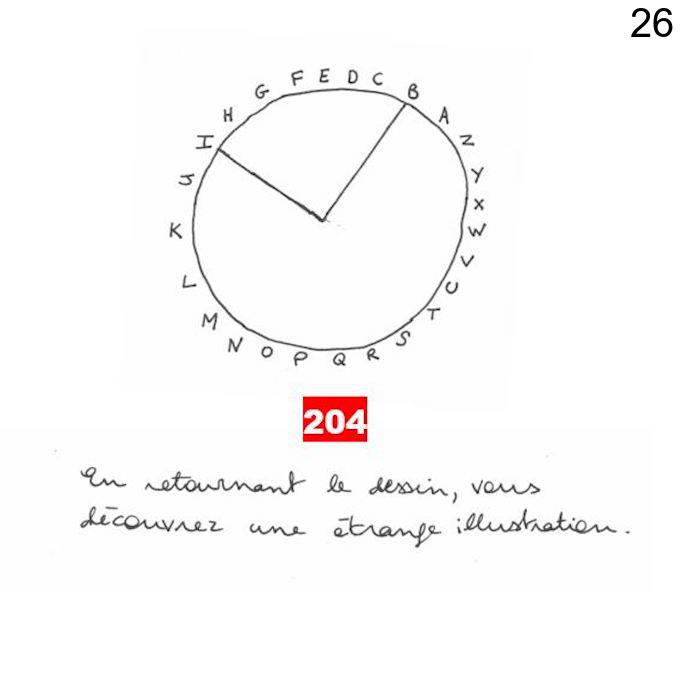 26
F E D C
G B
H A
I Z
J Y
X
K W
V
L U
M T
N S
O P Q R
204
En retournant le dessin, vous
découvrez une étrange illustration.